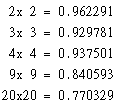 2x 2 = 0.962291
3x 3 = 0.929781
4x 4 = 0.937501
9x 9 = 0.840593
20x20 = 0.770329